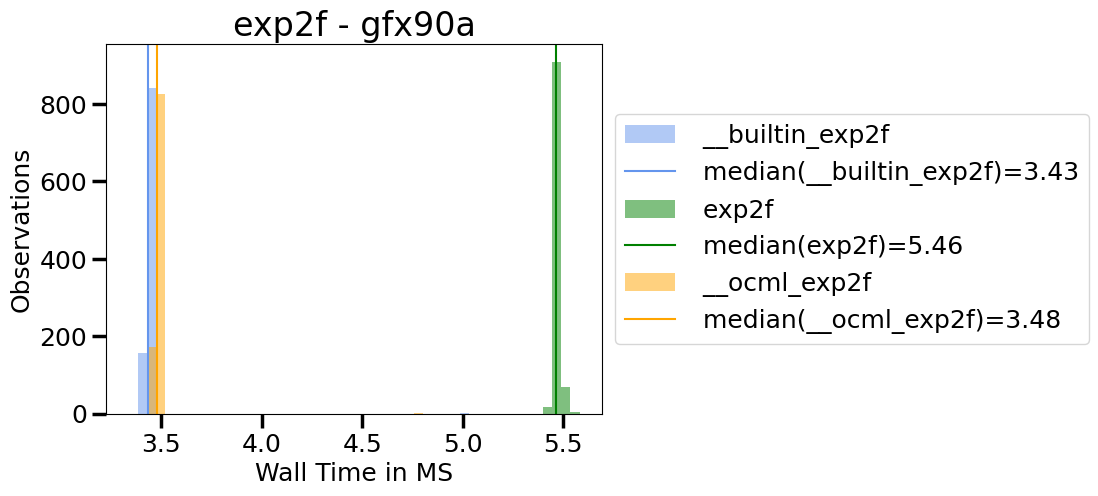 exp2f - gfx90a
Observations
800
600
400
200
0
3.5 4.0 4.5 5.0 5.5
Wall Time in MS
__builtin_exp2f
median(__builtin_exp2f)=3.43
exp2f
median(exp2f)=5.46
__ocml_exp2f
median(__ocml_exp2f)=3.48